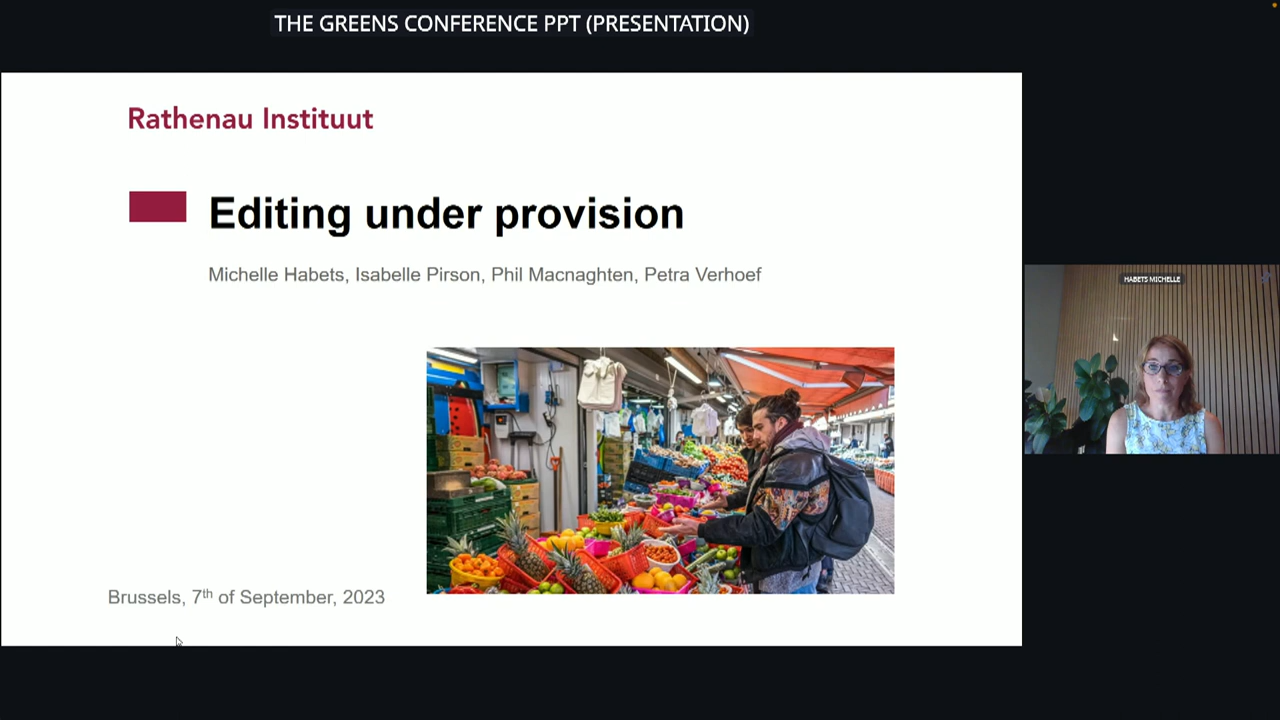 THE GREENS CONFERENCE PPT (PRESENTATION)
Rathenau Instituut
Editing under provision
Michelle Habets, Isabelle Pirson, Phil Macnaghten, Petra Verhoef
HABETS MICHELLE
Brussels, 7th of September, 2023